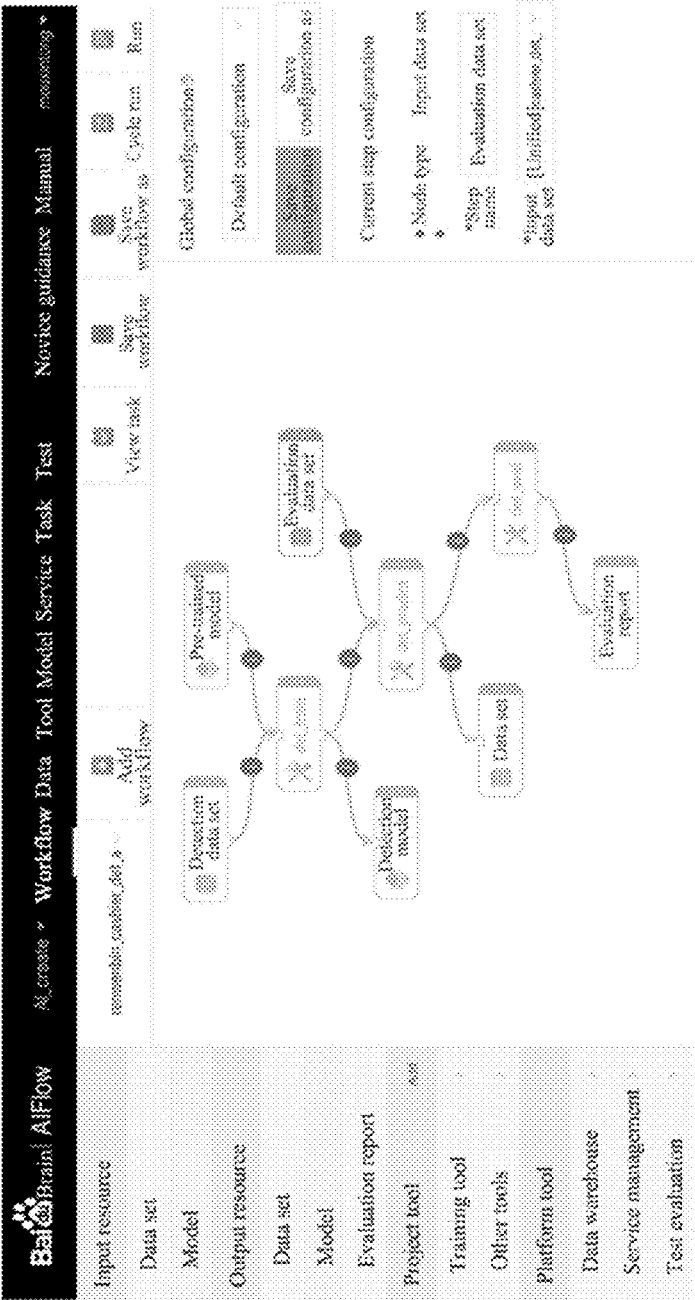 Baidu Brain | AIFlow
AI_create
Workflow
Data
Tool
Model
Service
Task
Test
Novice guidance
Manual
Add
workflow
View task
Save
workflow
Save
workflow as
Cycle run
Run
Input resource
Data set
Model
Output resource
Data set
Model
Evaluation report
Project tool
Training tool
Other tools
Platform tool
Data warehouse
Service management
Test evaluation
Detection
data set
Pre-trained
model
Evaluation
data set
Detection
model
Data set
Evaluation
report
Global configuration
Default configuration
Save
configuration as
Current step configuration
Node type
Input data set
*Step
name
Evaluation data set
*Input
data set